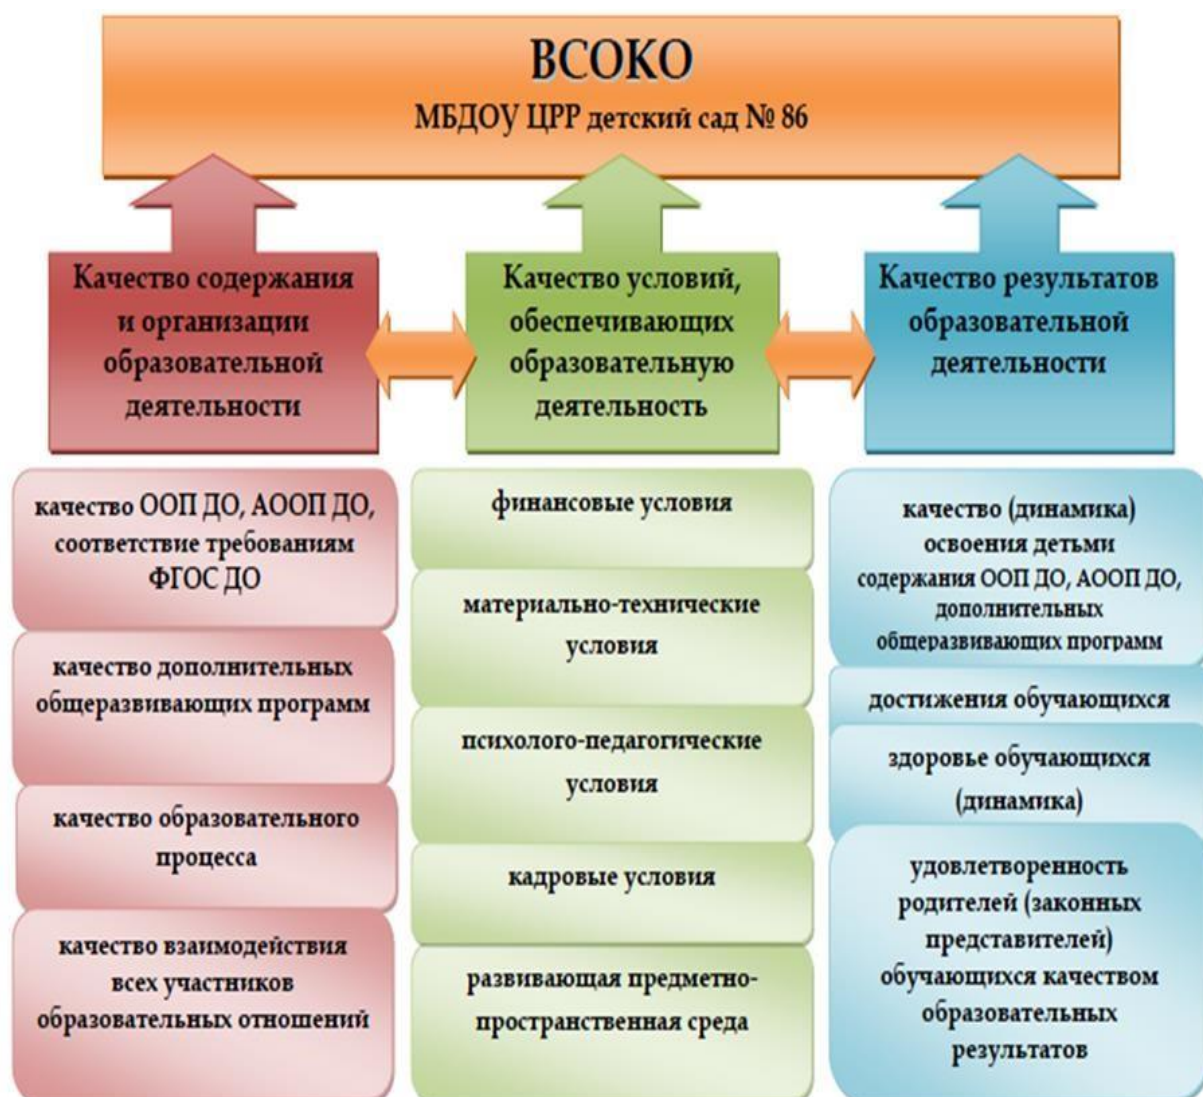 ВСОКО
МБДОУ ЦРР детский сад № 86
Качество содержания
и организации
образовательной
деятельности
Качество условий,
обеспечивающих
образовательную
деятельность
Качество результатов
образовательной
деятельности
качество ООП ДО, АООП ДО,
соответствие требованиям
ФГОС ДО
качество дополнительных
общеразвивающих программ
качество образовательного
процесса
качество взаимодействия
всех участников
образовательных отношений
финансовые условия
материально-технические
условия
психолого-педагогические
условия
кадровые условия
развивающая предметно-
пространственная среда
качество (динамика)
освоения детьми
содержания ООП ДО, АООП ДО,
дополнительных
общеразвивающих программ
достижения обучающихся
здоровье обучающихся
(динамика)
удовлетворенность
родителей (законных
представителей)
обучающихся качеством
образовательных
результатов